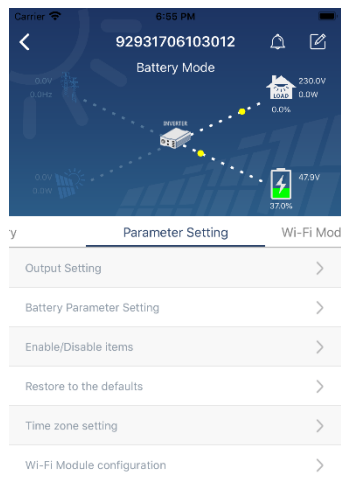 Carrier 6:55 PM
92931706103012
Battery Mode
0.0V
0.0Hz
230.0V
LOAD 0.0W
0.0%
INVERTER
0.0V
0.0W
47.9V
37.0%
y Parameter Setting Wi-Fi Mod
Output Setting
Battery Parameter Setting
Enable/Disable items
Restore to the defaults
Time zone setting
Wi-Fi Module configuration